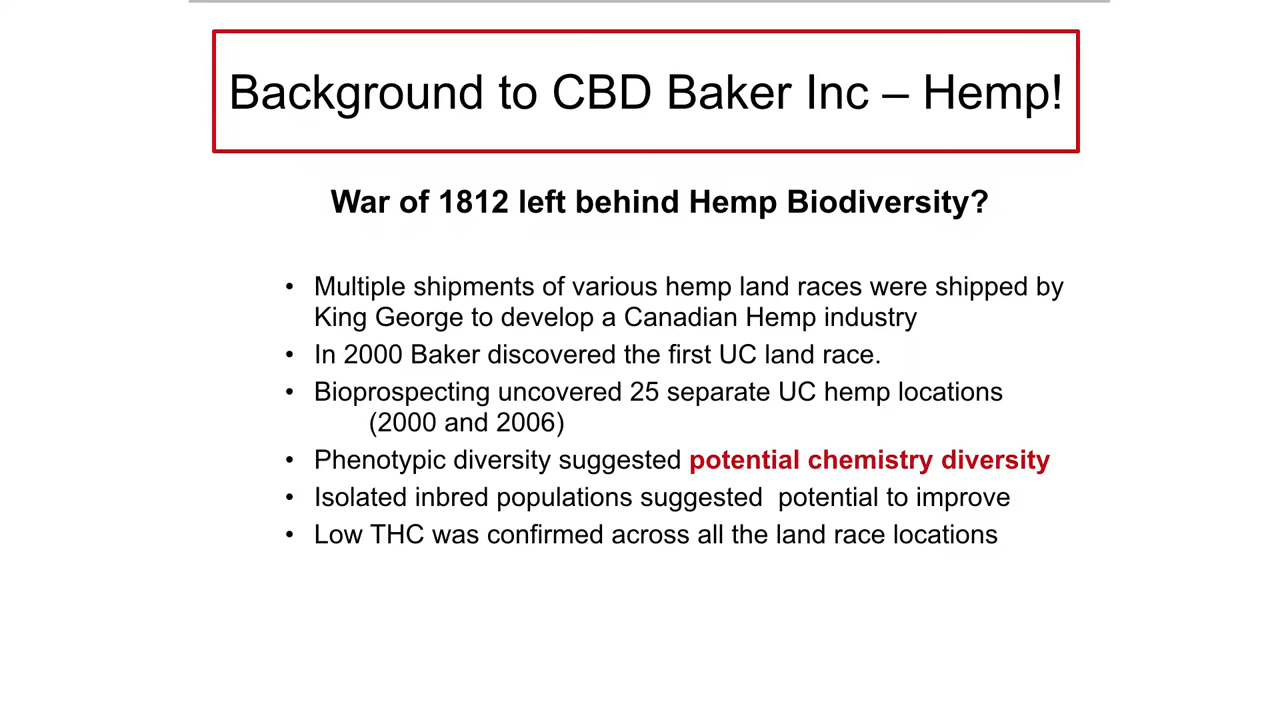 Background to CBD Baker Inc – Hemp!
War of 1812 left behind Hemp Biodiversity?
• Multiple shipments of various hemp land races were shipped by
King George to develop a Canadian Hemp industry
• In 2000 Baker discovered the first UC land race.
• Bioprospecting uncovered 25 separate UC hemp locations
(2000 and 2006)
• Phenotypic diversity suggested potential chemistry diversity
• Isolated inbred populations suggested  potential to improve
• Low THC was confirmed across all the land race locations